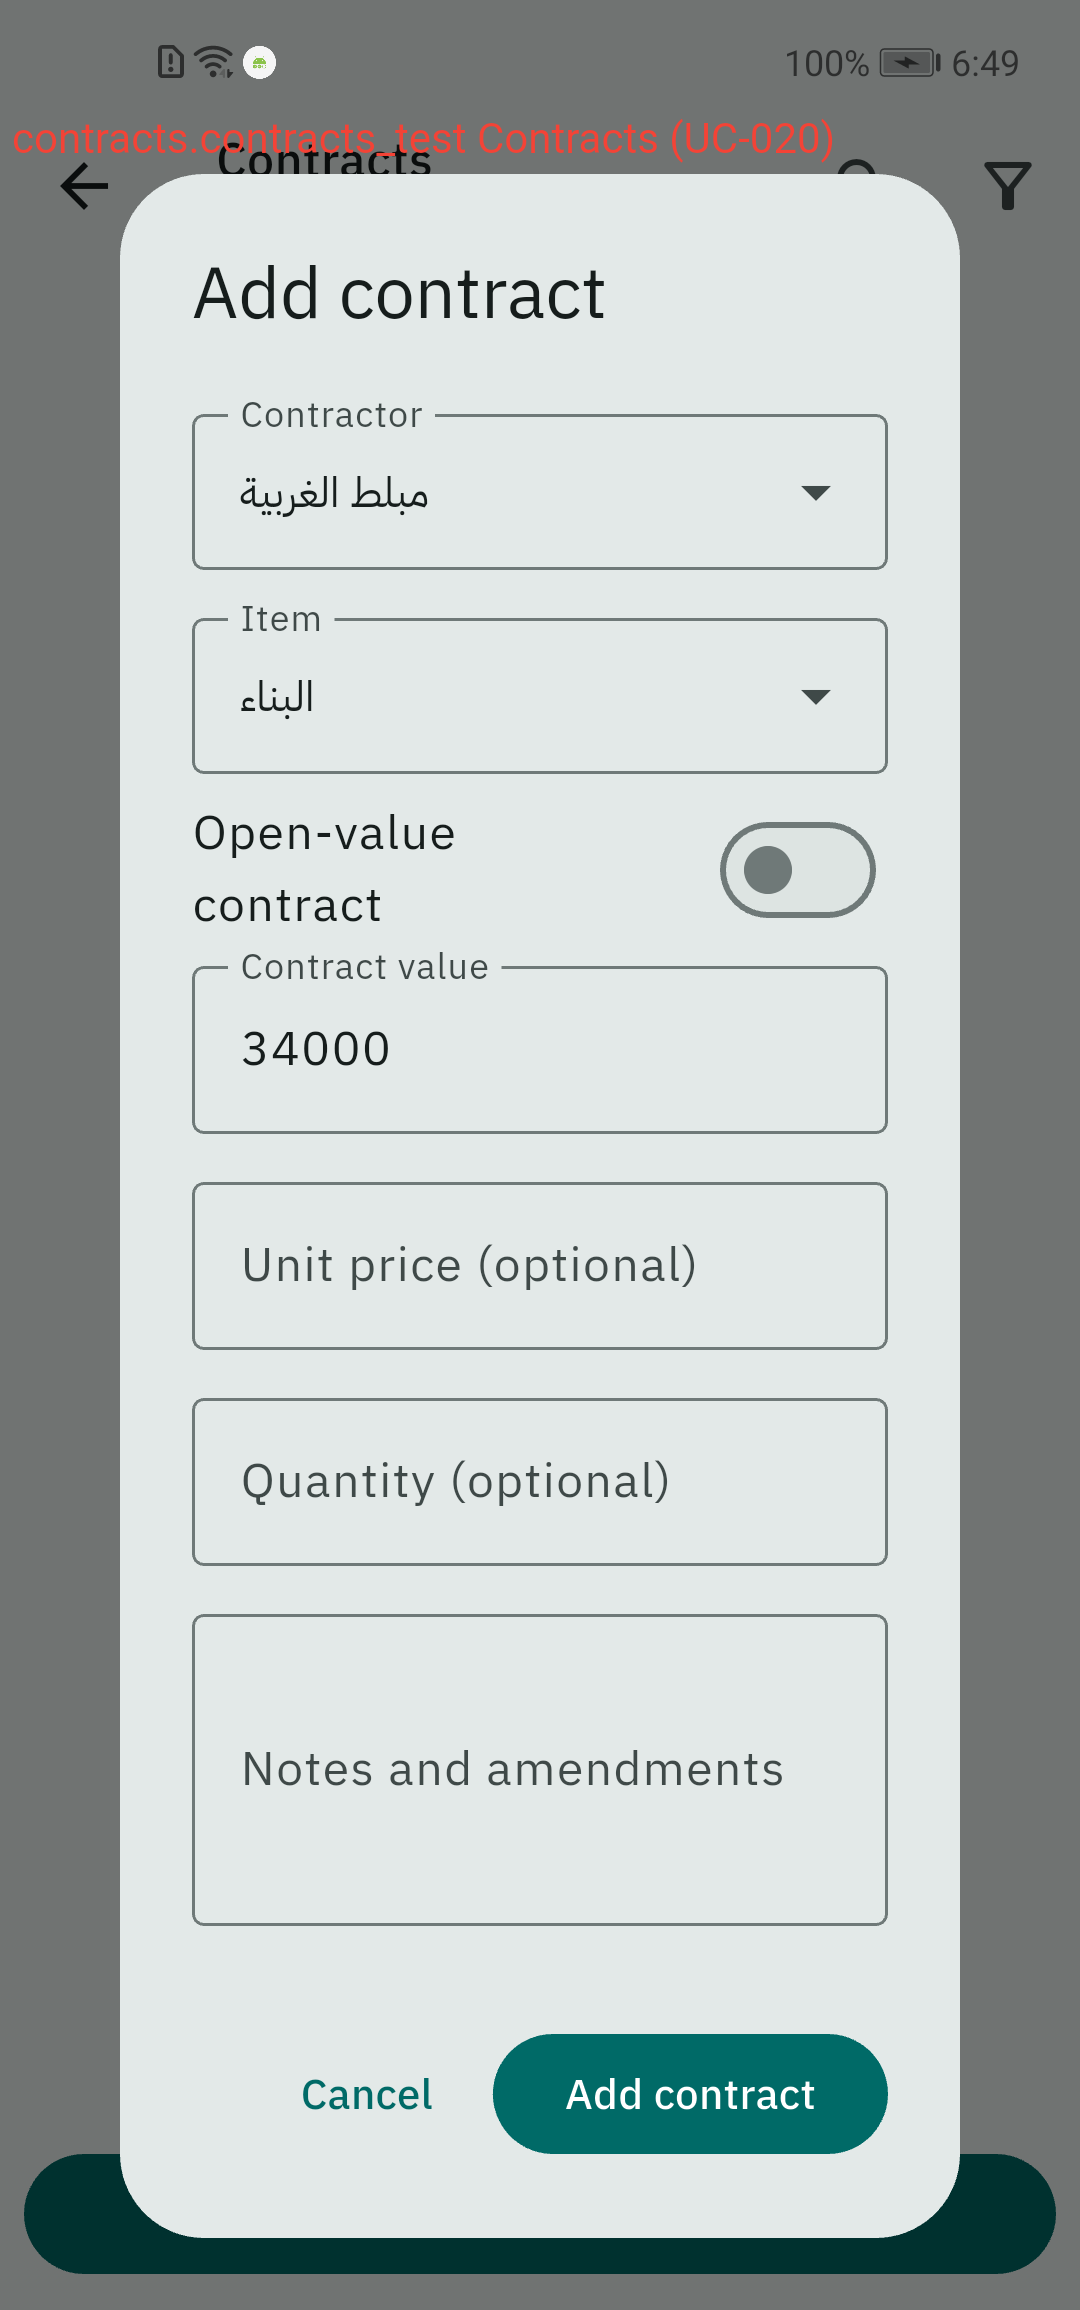 100% 6:49
contracts.contracts_test Contracts (UC-020)
Contracts
Add contract
Contractor
مبلط الغربية
Item
البناء
Open-value
contract
Contract value
34000
Unit price (optional)
Quantity (optional)
Notes and amendments
Cancel
Add contract